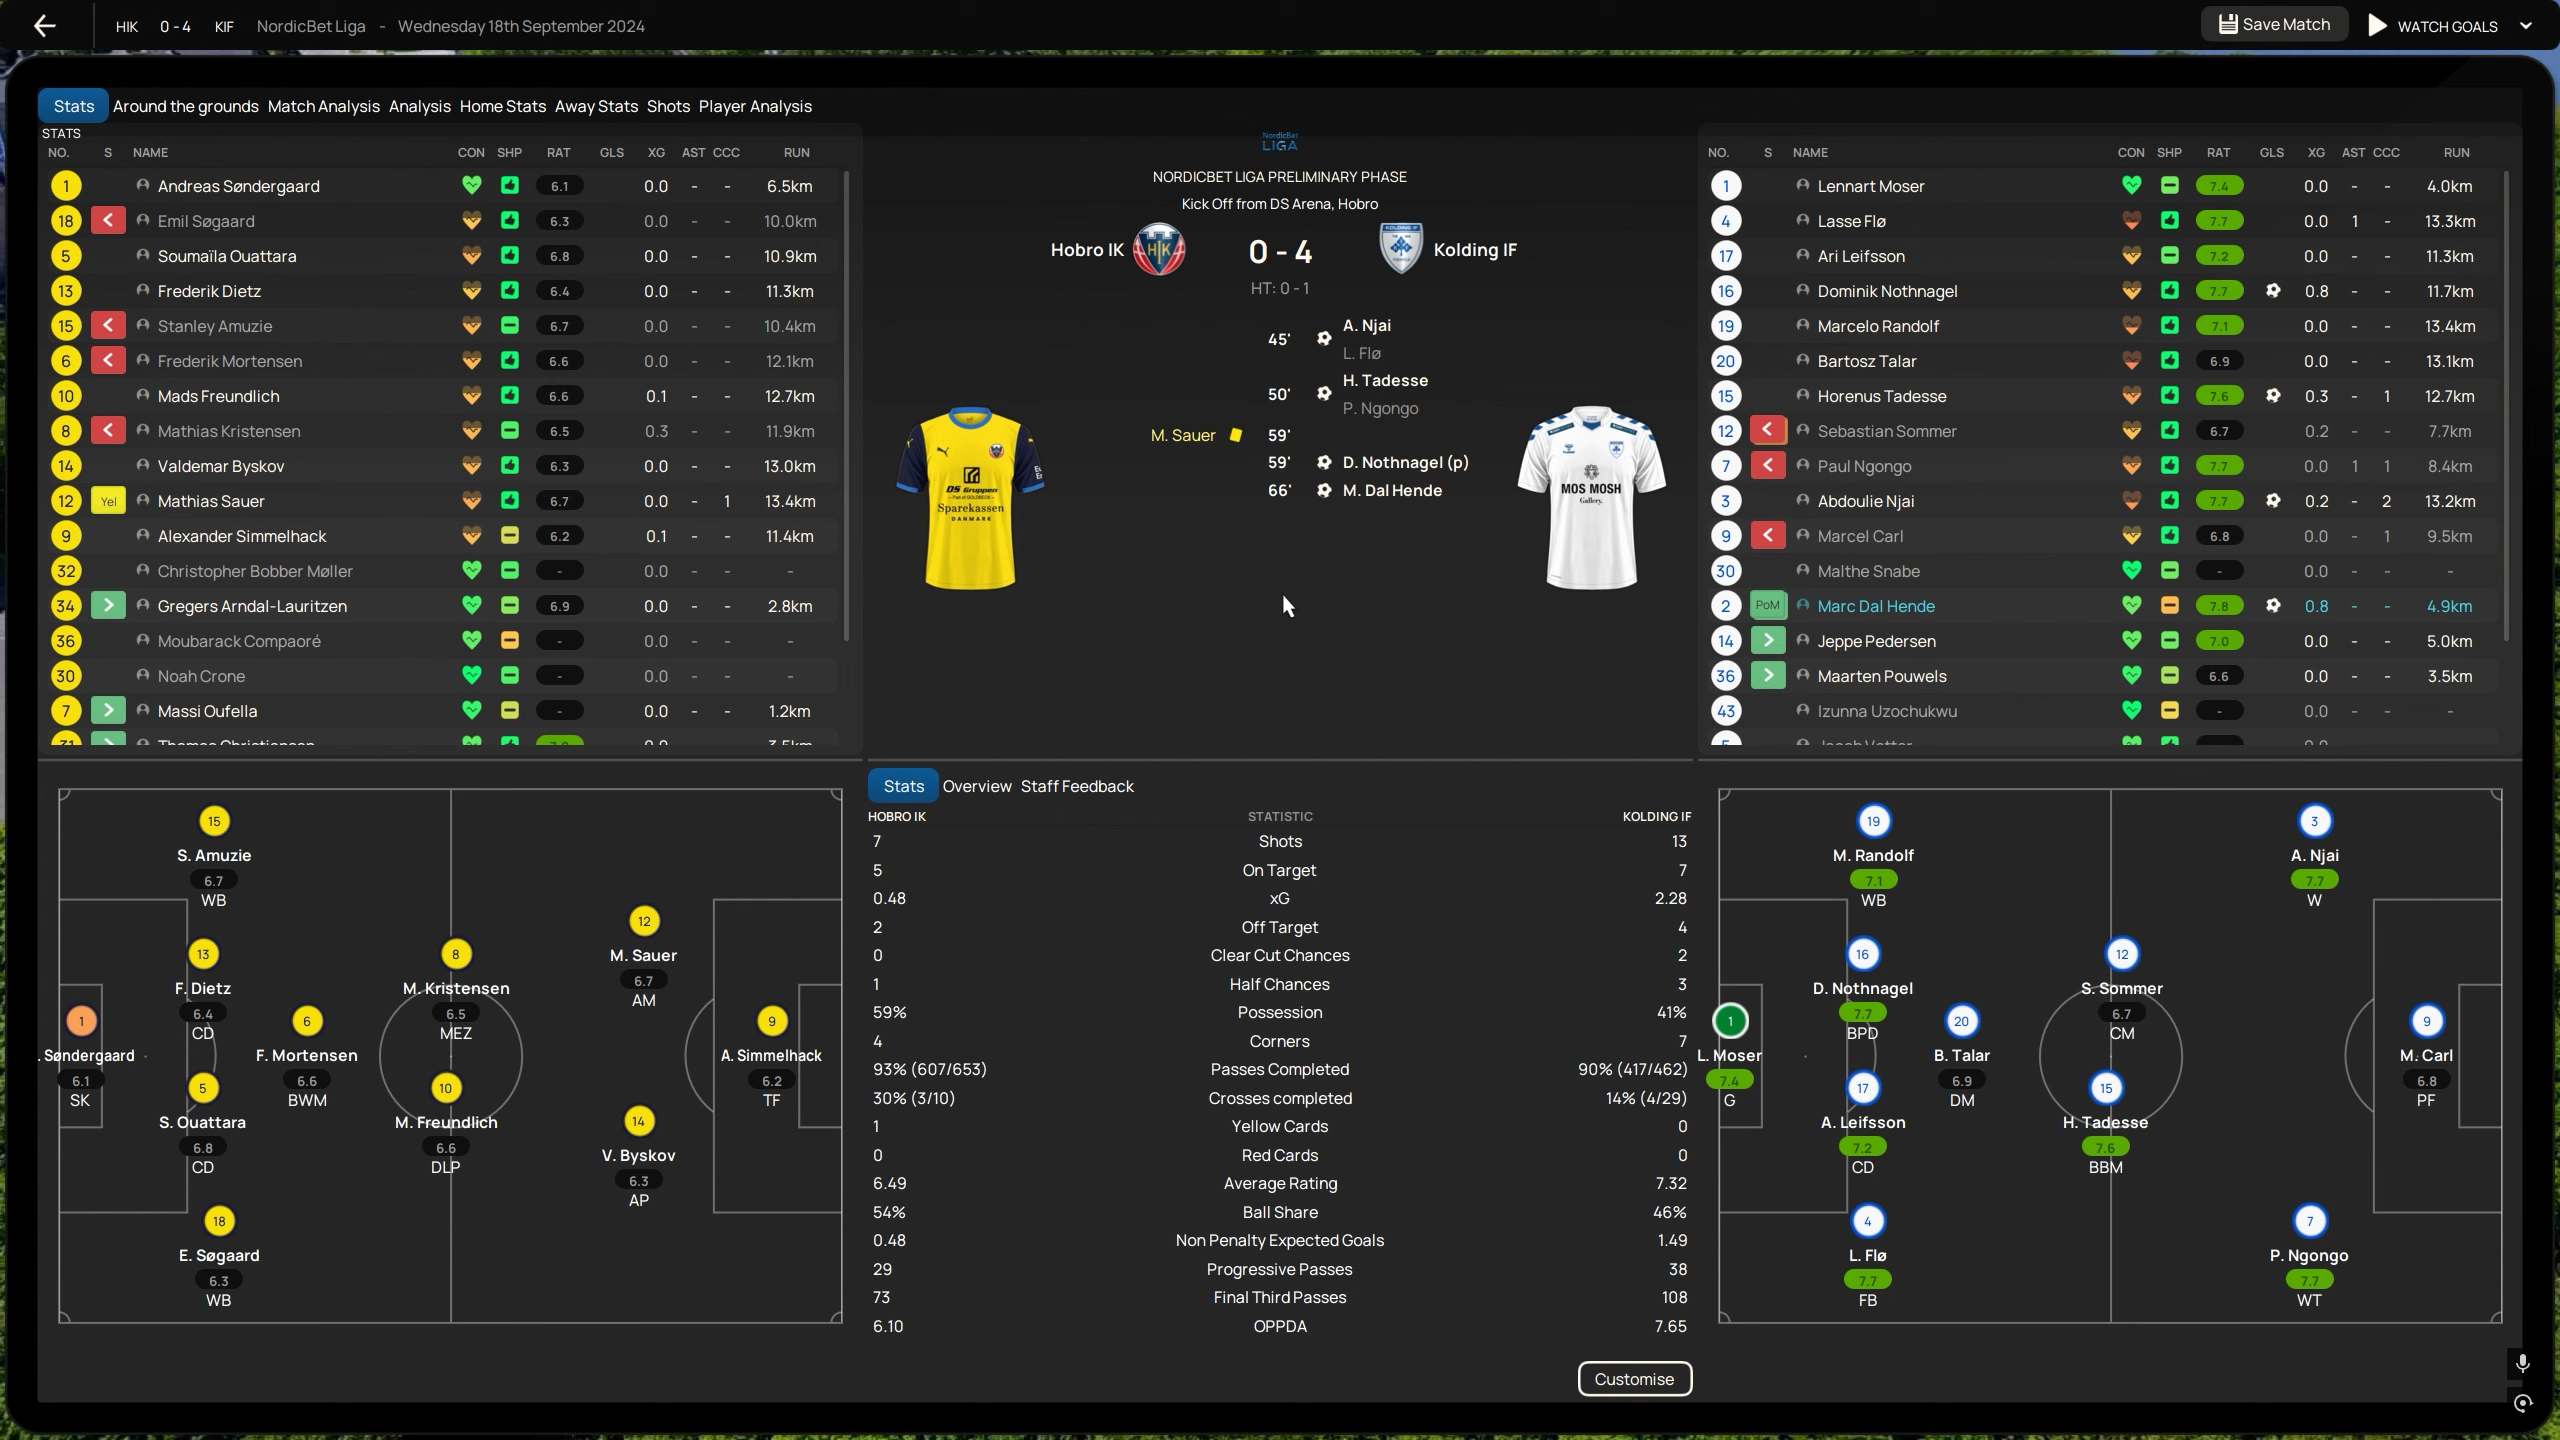 HIK 0 - 4 KIF NordicBet Liga - Wednesday 18th September 2024 Save Match WATCH GOALS
Stats Around the grounds Match Analysis Analysis Home Stats Away Stats Shots Player Analysis
STATS
NO. S NAME CON SHP RAT GLS XG AST CCC RUN
1 Andreas Søndergaard 6.1 0.0 - - 6.5km
18 Emil Søgaard 6.3 0.0 - - 10.0km
5 Soumaïla Ouattara 6.8 0.0 - - 10.9km
13 Frederik Dietz 6.4 0.0 - - 11.3km
15 Stanley Amuzie 6.7 0.0 - - 10.4km
6 Frederik Mortensen 6.6 0.0 - - 12.1km
10 Mads Freundlich 6.6 0.1 - - 12.7km
8 Mathias Kristensen 6.5 0.3 - - 11.9km
14 Valdemar Byskov 6.3 0.0 - - 13.0km
12 Yel Mathias Sauer 6.7 0.0 - 1 13.4km
9 Alexander Simmelhack 6.2 0.1 - - 11.4km
32 Christopher Bobber Møller - 0.0 - - -
34 Gregers Arndal-Lauritzen 6.9 0.0 - - 2.8km
36 Moubarack Compaoré - 0.0 - - -
30 Noah Crone - 0.0 - - -
7 Massi Oufella - 0.0 - - 1.2km
NordicBet
LIGA
NORDICBET LIGA PRELIMINARY PHASE
Kick Off from DS Arena, Hobro
Hobro IK 0 - 4 Kolding IF
HT: 0 - 1
45' A. Njai
L. Flø
50' H. Tadesse
P. Ngongo
M. Sauer 59'
59' D. Nothnagel (p)
66' M. Dal Hende
DS Gruppen
Sparekassen
DANMARK
MOS MOSH
Gallery.
NO. S NAME CON SHP RAT GLS XG AST CCC RUN
1 Lennart Moser 7.4 0.0 - - 4.0km
4 Lasse Flø 7.7 0.0 1 - 13.3km
17 Ari Leifsson 7.2 0.0 - - 11.3km
16 Dominik Nothnagel 7.7 0.8 - - 11.7km
19 Marcelo Randolf 7.1 0.0 - - 13.4km
20 Bartosz Talar 6.9 0.0 - - 13.1km
15 Horenus Tadesse 7.6 0.3 - 1 12.7km
12 Sebastian Sommer 6.7 0.2 - - 7.7km
7 Paul Ngongo 7.7 0.0 1 1 8.4km
3 Abdoulie Njai 7.7 0.2 - 2 13.2km
9 Marcel Carl 6.8 0.0 - 1 9.5km
30 Malthe Snabe - 0.0 - - -
2 PoM Marc Dal Hende 7.8 0.8 - - 4.9km
14 Jeppe Pedersen 7.0 0.0 - - 5.0km
36 Maarten Pouwels 6.6 0.0 - - 3.5km
43 Izunna Uzochukwu - 0.0 - - -
15
S. Amuzie
6.7
WB
13
F. Dietz
6.4
CD
8
M. Kristensen
6.5
MEZ
12
M. Sauer
6.7
AM
1
. Søndergaard
6.1
SK
6
F. Mortensen
6.6
BWM
9
A. Simmelhack
6.2
TF
5
S. Ouattara
6.8
CD
10
M. Freundlich
6.6
DLP
14
V. Byskov
6.3
AP
18
E. Søgaard
6.3
WB
Stats Overview Staff Feedback
HOBRO IK STATISTIC KOLDING IF
7 Shots 13
5 On Target 7
0.48 xG 2.28
2 Off Target 4
0 Clear Cut Chances 2
1 Half Chances 3
59% Possession 41%
4 Corners 7
93% (607/653) Passes Completed 90% (417/462)
30% (3/10) Crosses completed 14% (4/29)
1 Yellow Cards 0
0 Red Cards 0
6.49 Average Rating 7.32
54% Ball Share 46%
0.48 Non Penalty Expected Goals 1.49
29 Progressive Passes 38
73 Final Third Passes 108
6.10 OPPDA 7.65
Customise
19
M. Randolf
7.1
WB
3
A. Njai
7.7
W
16
D. Nothnagel
7.7
BPD
12
S. Sommer
6.7
CM
1
L. Moser
7.4
G
20
B. Talar
6.9
DM
9
M. Carl
6.8
PF
17
A. Leifsson
7.2
CD
15
H. Tadesse
7.6
BBM
4
L. Flø
7.7
FB
7
P. Ngongo
7.7
WT